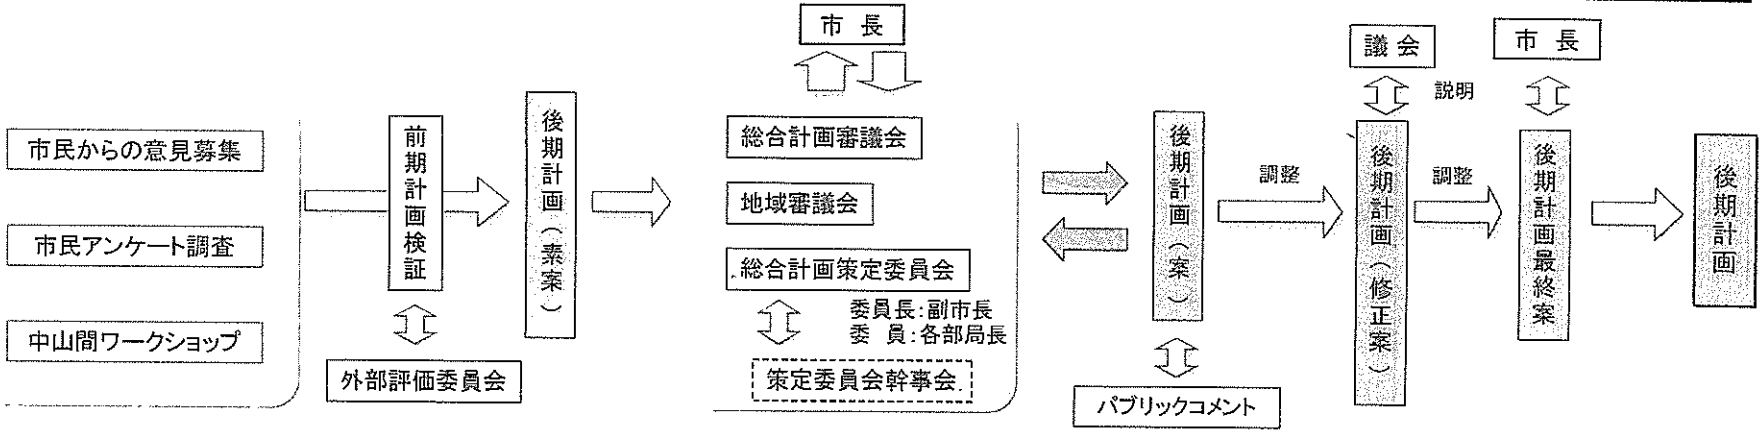 市民からの意見募集
市民アンケート調査
中山間ワークショップ
前期計画検証
外部評価委員会
後期計画（素案）
市 長
総合計画審議会
地域審議会
総合計画策定委員会
委員長：副市長
委 員：各部局長
策定委員会幹事会
後期計画（案）
パブリックコメント
調整
議会
説明
後期計画（修正案）
調整
市 長
後期計画最終案
後期計画